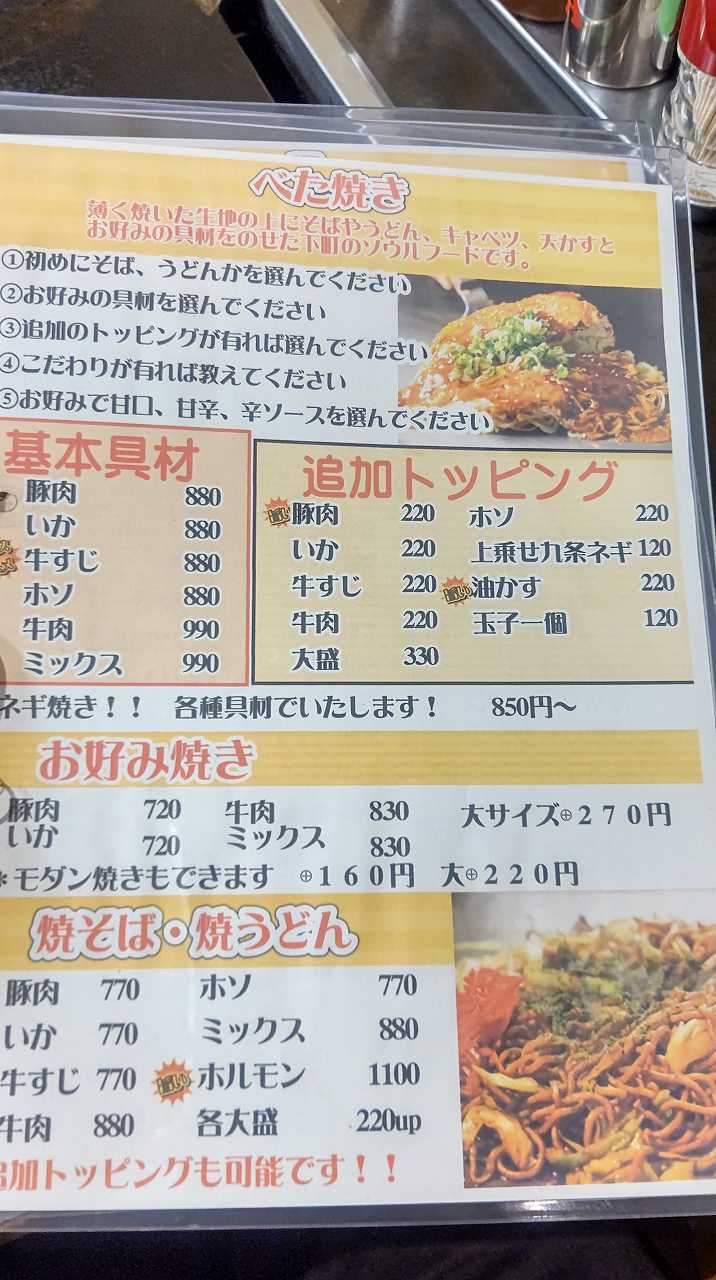 べた焼き
薄く焼いた生地の上にそばやうどん、キャベツ、天かすと
お好みの具材をのせた下町のソウルフードです。
①初めにそば、うどんかを選んでください
②お好みの具材を選んでください
③追加のトッピングが有れば選んでください
④こだわりが有れば教えてください
⑤お好みで甘口、甘辛、辛ソースを選んでください
基本具材
豚肉 880
いか 880
牛すじ 880
ホソ 880
牛肉 990
ミックス 990
追加トッピング
旨い 豚肉 220
いか 220
牛すじ 220
牛肉 220
大盛 330
ホソ 220
上乗せ九条ネギ 120
旨い 油かす 220
玉子一個 120
ネギ焼き！！ 各種具材でいたします！ 850円～
お好み焼き
豚肉 720 牛肉 830 大サイズ⊕270円
いか 720 ミックス 830
*モダン焼きもできます ⊕160円 大⊕220円
焼そば・焼うどん
豚肉 770 ホソ 770
いか 770 ミックス 880
牛すじ 770 旨い ホルモン 1100
牛肉 880 各大盛 220up
追加トッピングも可能です！！